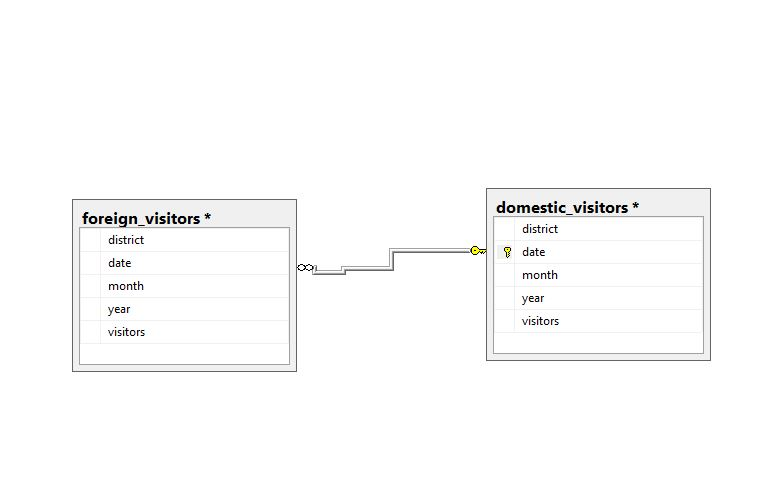 foreign_visitors *
district
date
month
year
visitors
domestic_visitors *
district
date
month
year
visitors